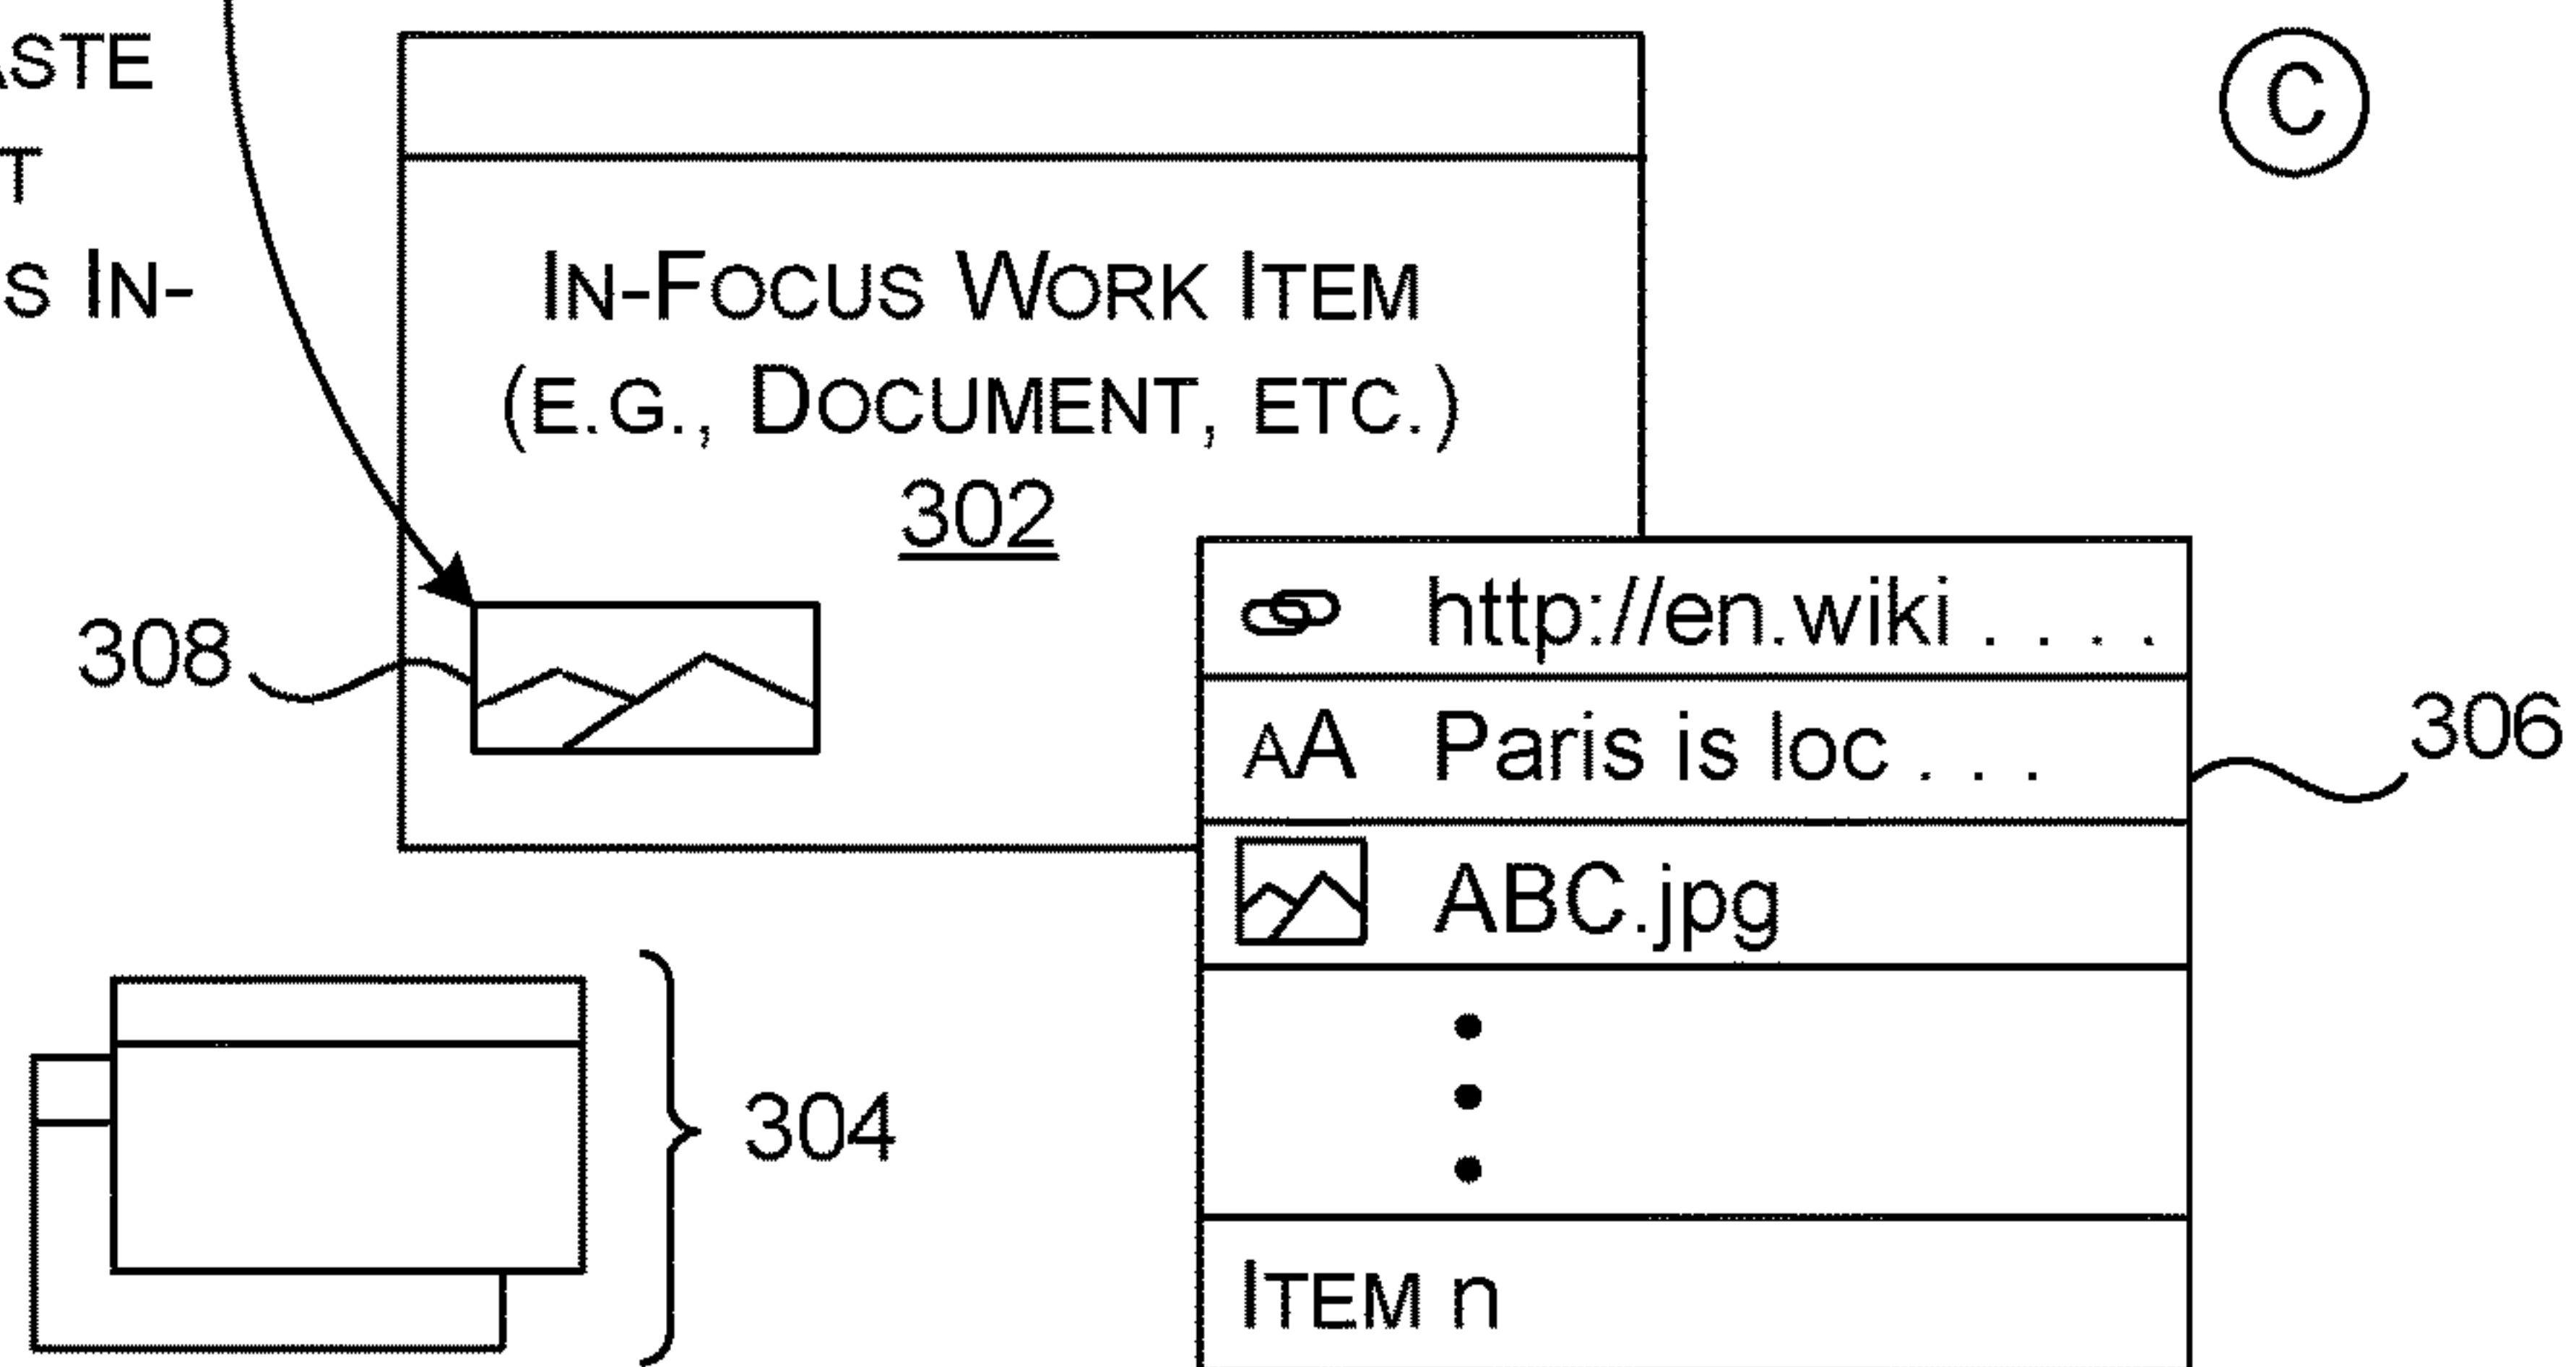 ASTE
T
S IN-
C
IN-FOCUS WORK ITEM
(E.G., DOCUMENT, ETC.)
302
308
http://en.wiki . . . .
AA Paris is loc . . .
306
ABC.jpg
304
ITEM n